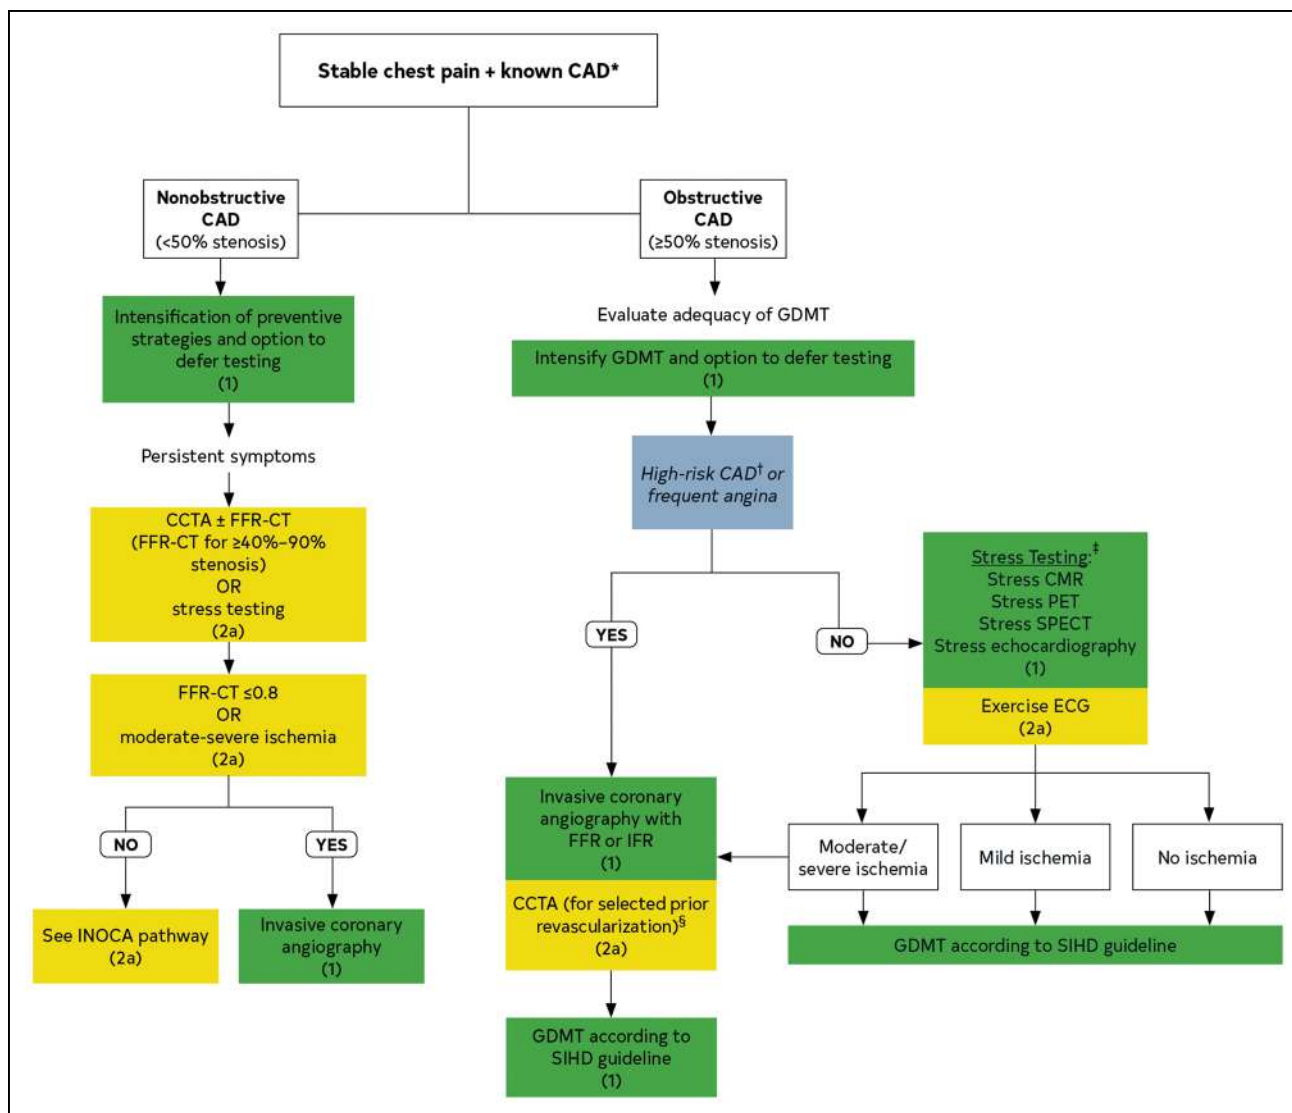 Stable chest pain + known CAD*
Nonobstructive
CAD
(<50% stenosis)
Intensification of preventive
strategies and option to
defer testing
(1)
Persistent symptoms
CCTA ± FFR-CT
(FFR-CT for ≥40%–90%
stenosis)
OR
stress testing
(2a)
FFR-CT ≤0.8
OR
moderate-severe ischemia
(2a)
NO
YES
See INOCA pathway
(2a)
Invasive coronary
angiography
(1)
Obstructive
CAD
(≥50% stenosis)
Evaluate adequacy of GDMT
Intensify GDMT and option to defer testing
(1)
High-risk CAD† or
frequent angina
YES
NO
Stress Testing:‡
Stress CMR
Stress PET
Stress SPECT
Stress echocardiography
(1)
Exercise ECG
(2a)
Invasive coronary
angiography with
FFR or IFR
(1)
CCTA (for selected prior
revascularization)§
(2a)
GDMT according to
SIHD guideline
(1)
Moderate/
severe ischemia
Mild ischemia
No ischemia
GDMT according to SIHD guideline